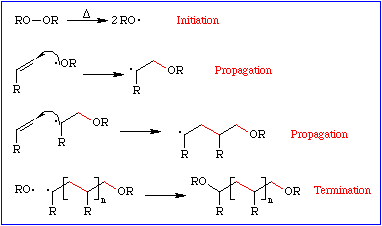 RO—OR Δ 2 RO· Initiation
R ·OR · R OR Propagation
R · R OR · R OR Propagation
RO· · R R n OR RO R R n OR Termination